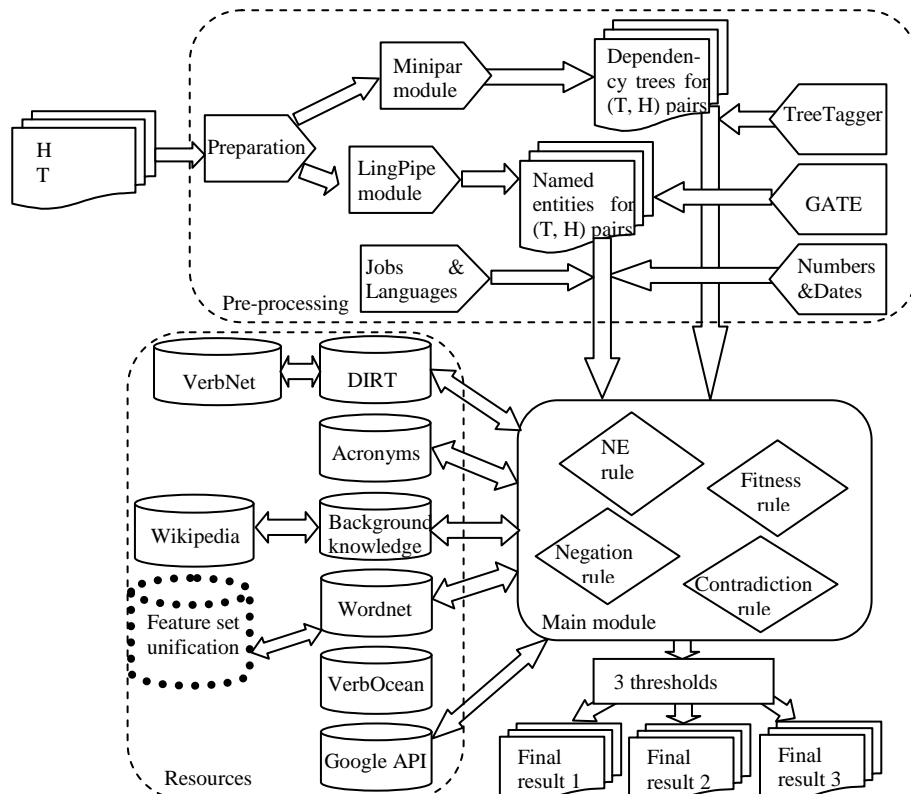 H
T
Preparation
Minipar
module
Dependen-
cy trees for
(T, H) pairs
TreeTagger
LingPipe
module
Named
entities for
(T, H) pairs
GATE
Jobs &
Languages
Numbers
&Dates
Pre-processing
VerbNet
DIRT
Acronyms
Wikipedia
Background
knowledge
Feature set
unification
Wordnet
VerbOcean
Google API
Resources
NE
rule
Fitness
rule
Negation
rule
Contradiction
rule
Main module
3 thresholds
Final
result 1
Final
result 2
Final
result 3